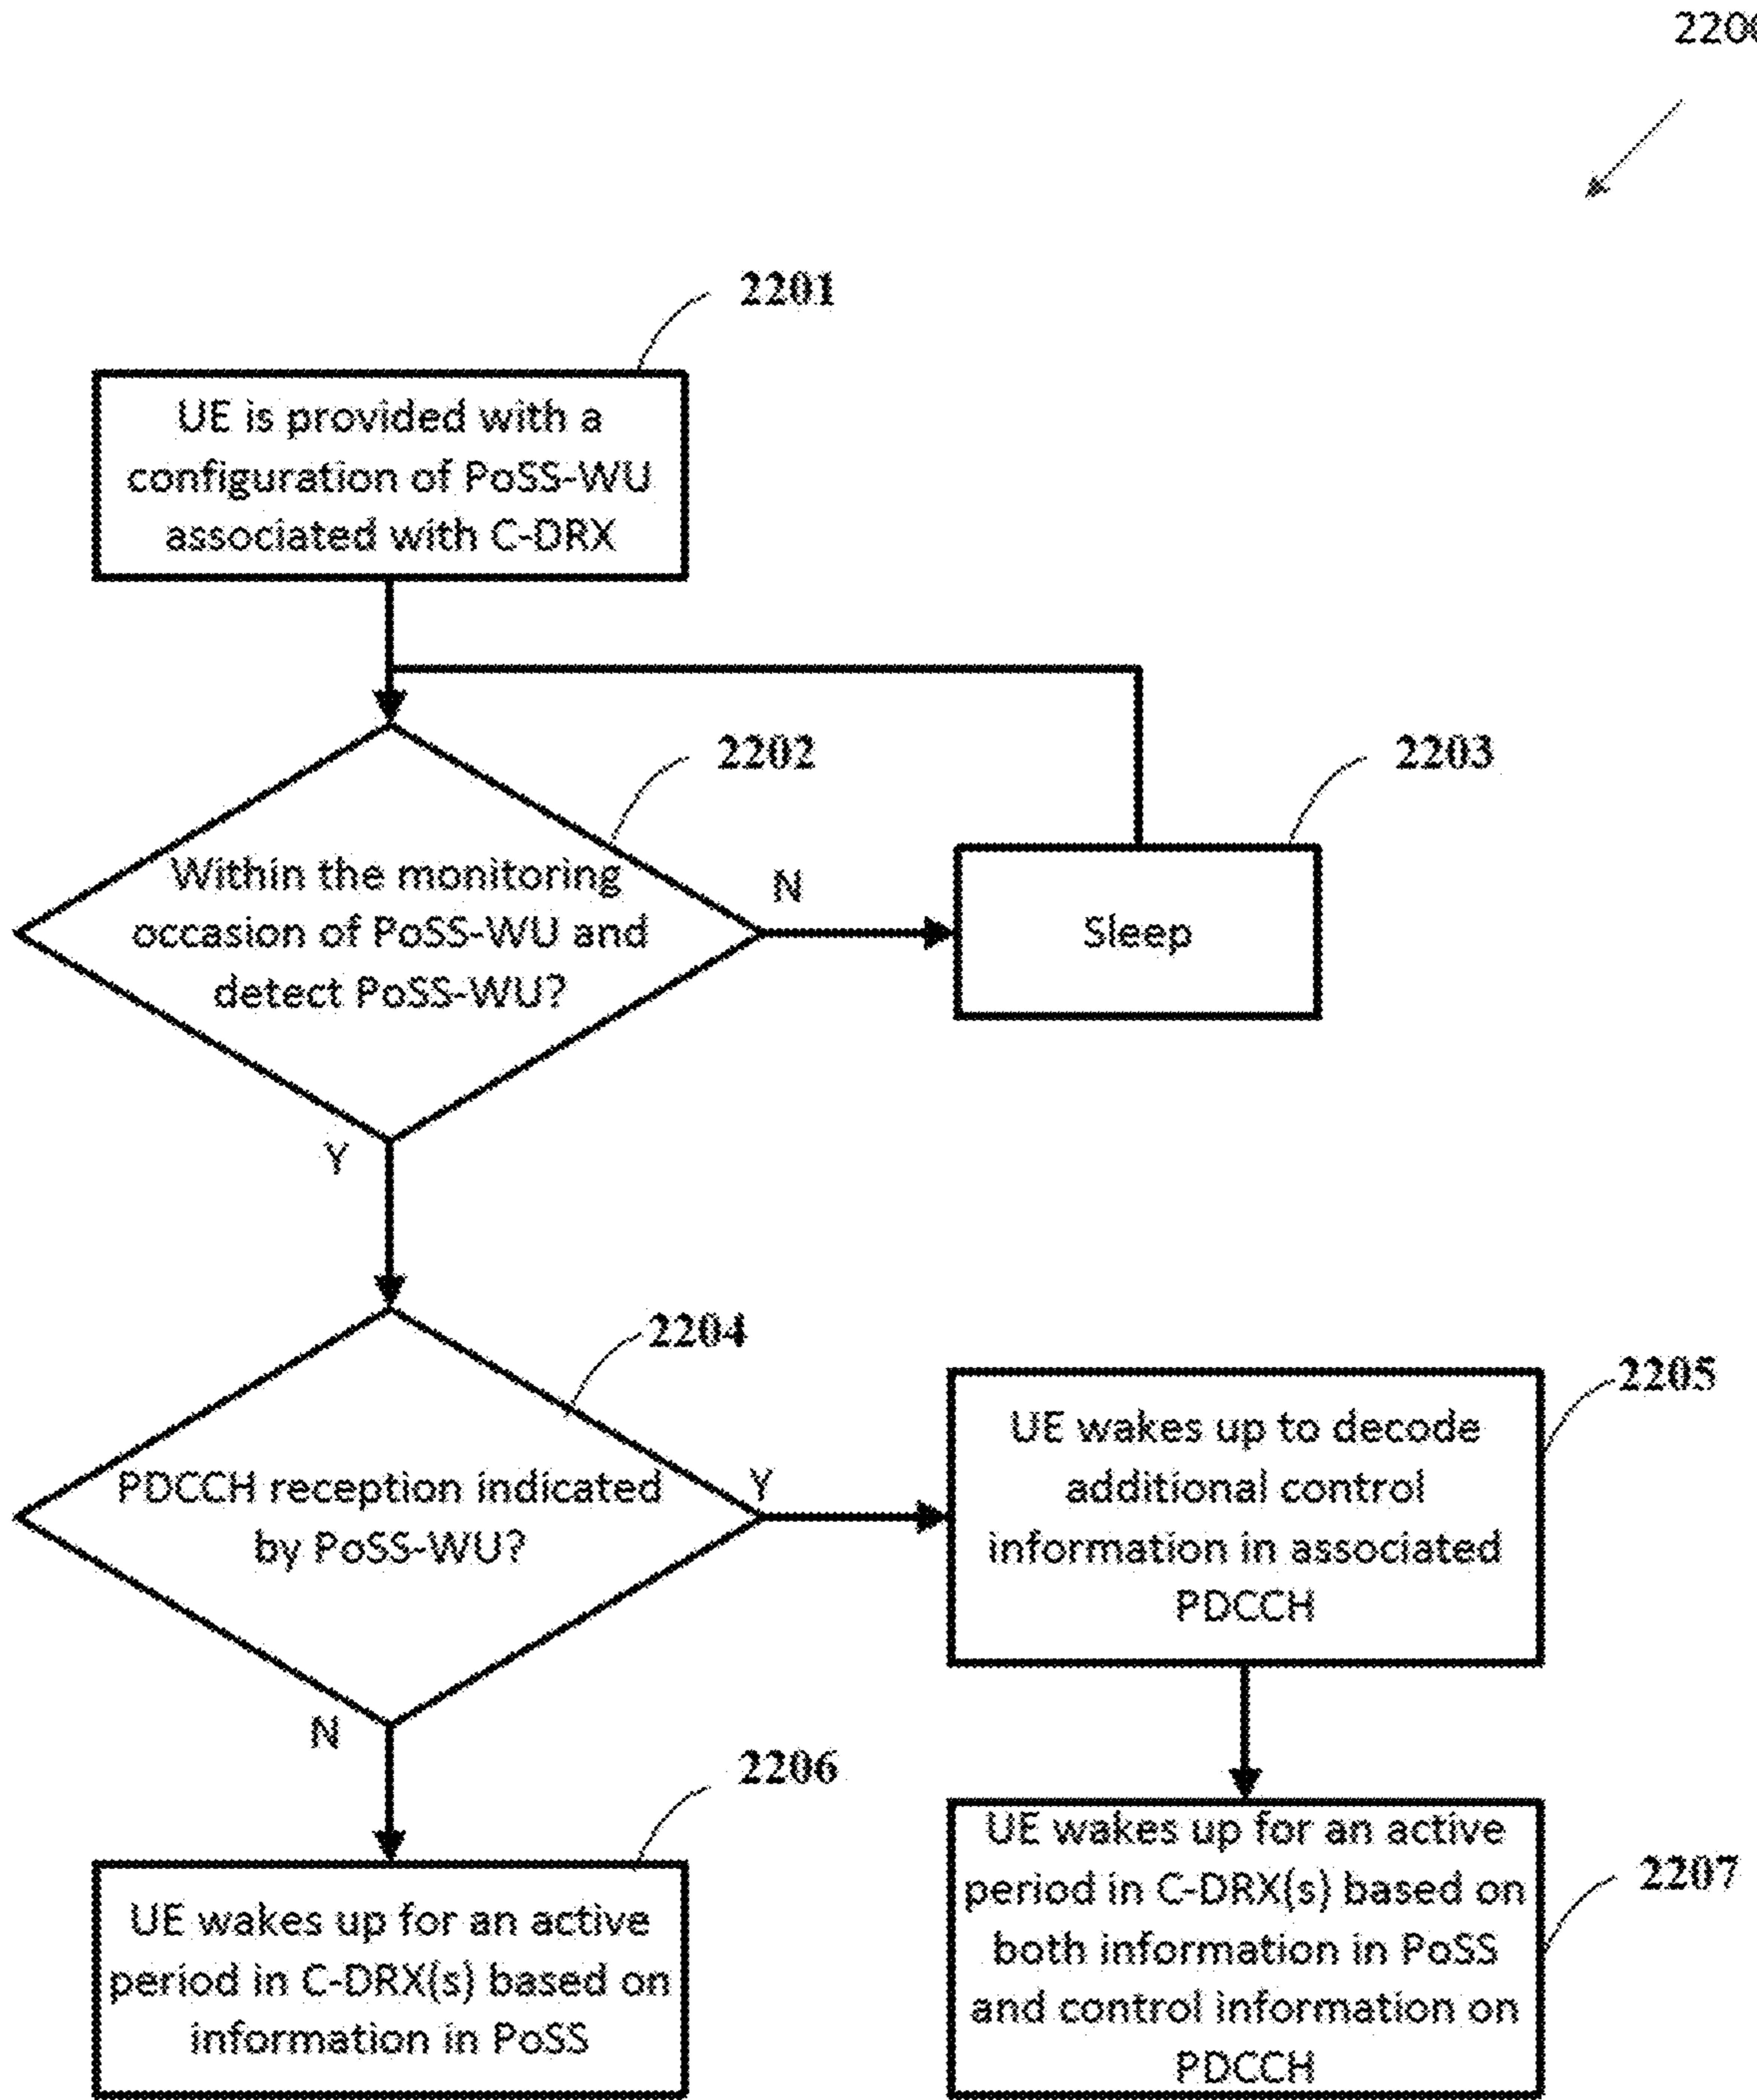 2200
2201
UE is provided with a
configuration of PoSS-WU
associated with C-DRX
2202
2203
Within the monitoring
occasion of PoSS-WU and
detect PoSS-WU?
N
Sleep
Y
2204
2205
PDCCH reception indicated
by PoSS-WU?
Y
UE wakes up to decode
additional control
information in associated
PDCCH
N
2206
UE wakes up for an active
period in C-DRX(s) based on
information in PoSS
2207
UE wakes up for an active
period in C-DRX(s) based on
both information in PoSS
and control information on
PDCCH